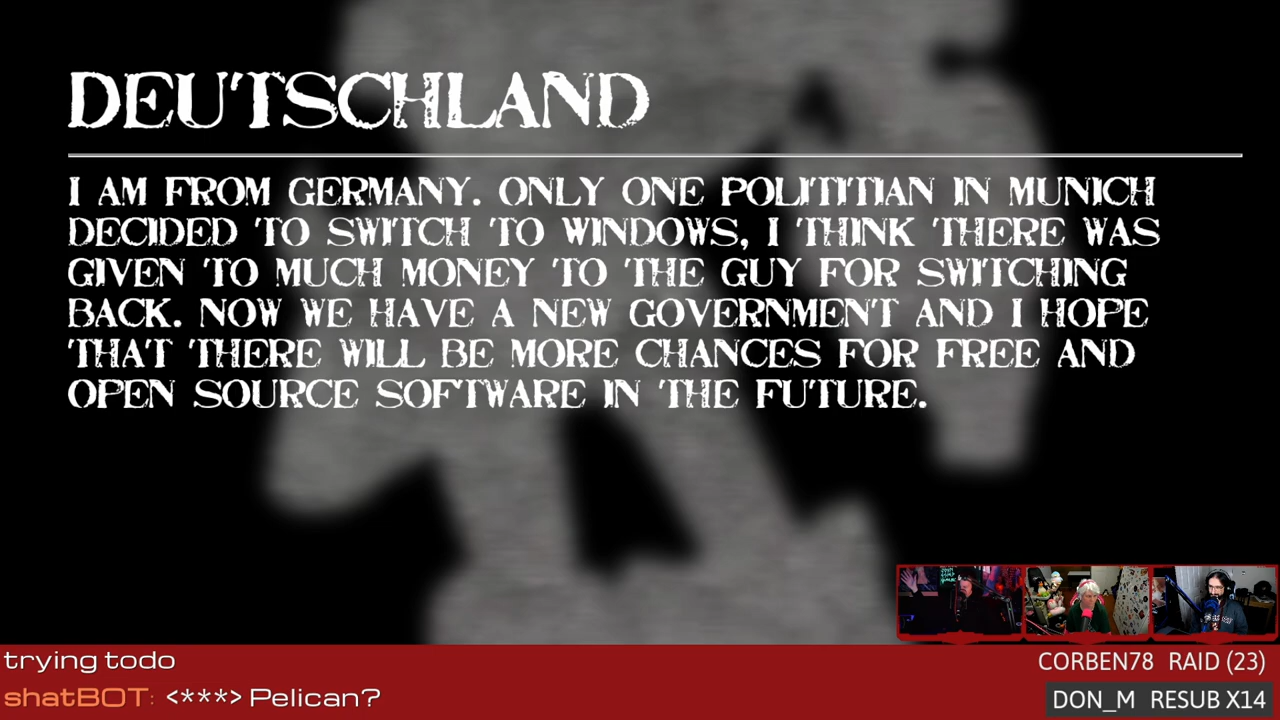 DEUTSCHLAND
I AM FROM GERMANY. ONLY ONE POLITITIAN IN MUNICH
DECIDED TO SWITCH TO WINDOWS, I THINK THERE WAS
GIVEN TO MUCH MONEY TO THE GUY FOR SWITCHING
BACK. NOW WE HAVE A NEW GOVERNMENT AND I HOPE
THAT THERE WILL BE MORE CHANCES FOR FREE AND
OPEN SOURCE SOFTWARE IN THE FUTURE.
trying todo
shatBOT: <***> Pelican?
CORBEN78 RAID (23)
DON_M RESUB X14